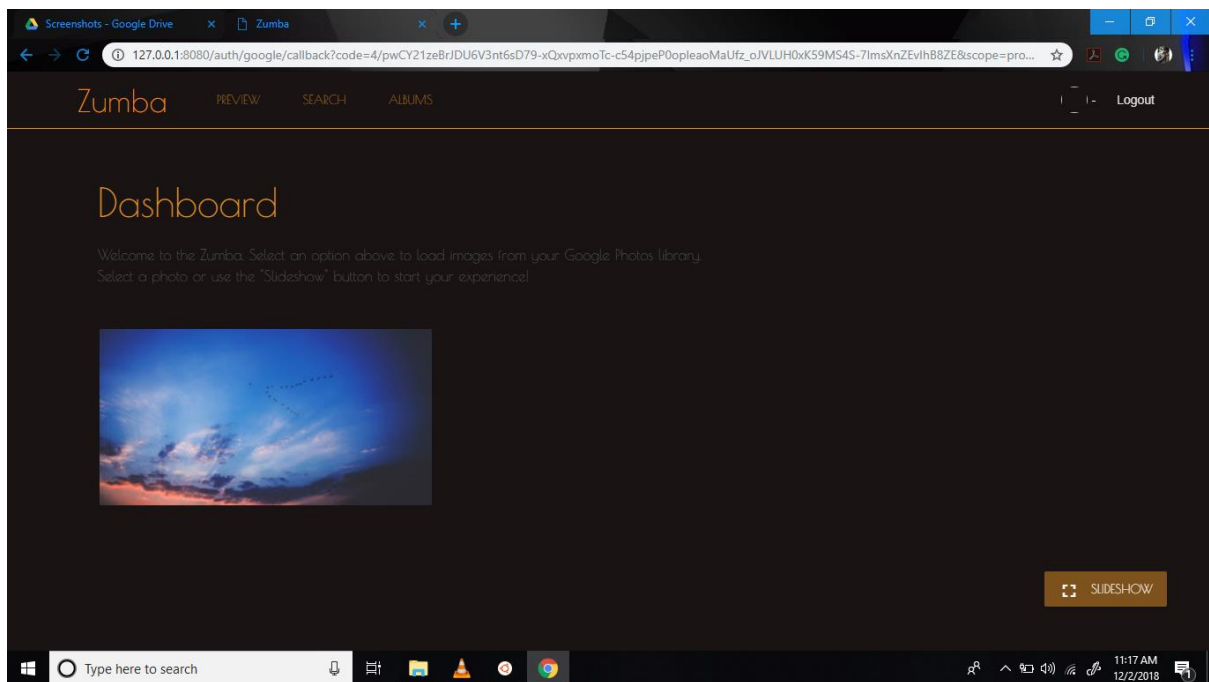 Screenshots - Google Drive
Zumba
127.0.0.1:8080/auth/google/callback?code=4/pwCY21zeBrJDU6V3nt6sD79-xQxvpxmoTc-c54pjpeP0opIeaoMaUfz_oJVLUH0xK59MS4S-7ImsXnZEvIhB8ZE&scope=pro...
Zumba PREVIEW SEARCH ALBUMS Logout
Dashboard
Welcome to the Zumba. Select an option above to load images from your Google Photos library.
Select a photo or use the "Slideshow" button to start your experience!
SLIDESHOW
Type here to search
11:17 AM
12/2/2018
1